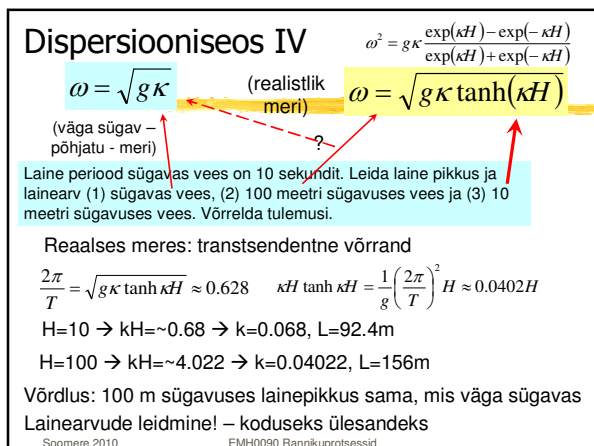 Dispersiooniseos IV
ω² = gκ (exp(κH) − exp(−κH)) / (exp(κH) + exp(−κH))
ω = √(gκ)
(realistlik
meri)
ω = √(gκ tanh(κH))
(väga sügav –
põhjatu - meri)
?
Laine periood sügavas vees on 10 sekundit. Leida laine pikkus ja
lainearv (1) sügavas vees, (2) 100 meetri sügavuses vees ja (3) 10
meetri sügavuses vees. Võrrelda tulemusi.
Reaalses meres: transtsendentne võrrand
2π/T = √(gκ tanh κH) ≈ 0.628
κH tanh κH = (1/g)(2π/T)² H ≈ 0.0402H
H=10 → kH=~0.68 → k=0.068, L=92.4m
H=100 → kH=~4.022 → k=0.04022, L=156m
Võrdlus: 100 m sügavuses lainepikkus sama, mis väga sügavas
Lainearvude leidmine! – koduseks ülesandeks
Soomere 2010
EMH0090 Rannikuprotsessid